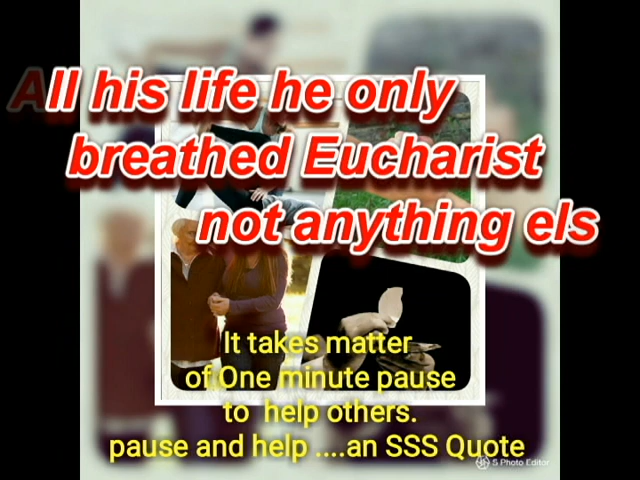 All his life he only
breathed Eucharist
not anything els
It takes matter
of.One minute pause
to help others.
pause and help ....an SSS Quote
S Photo Editor